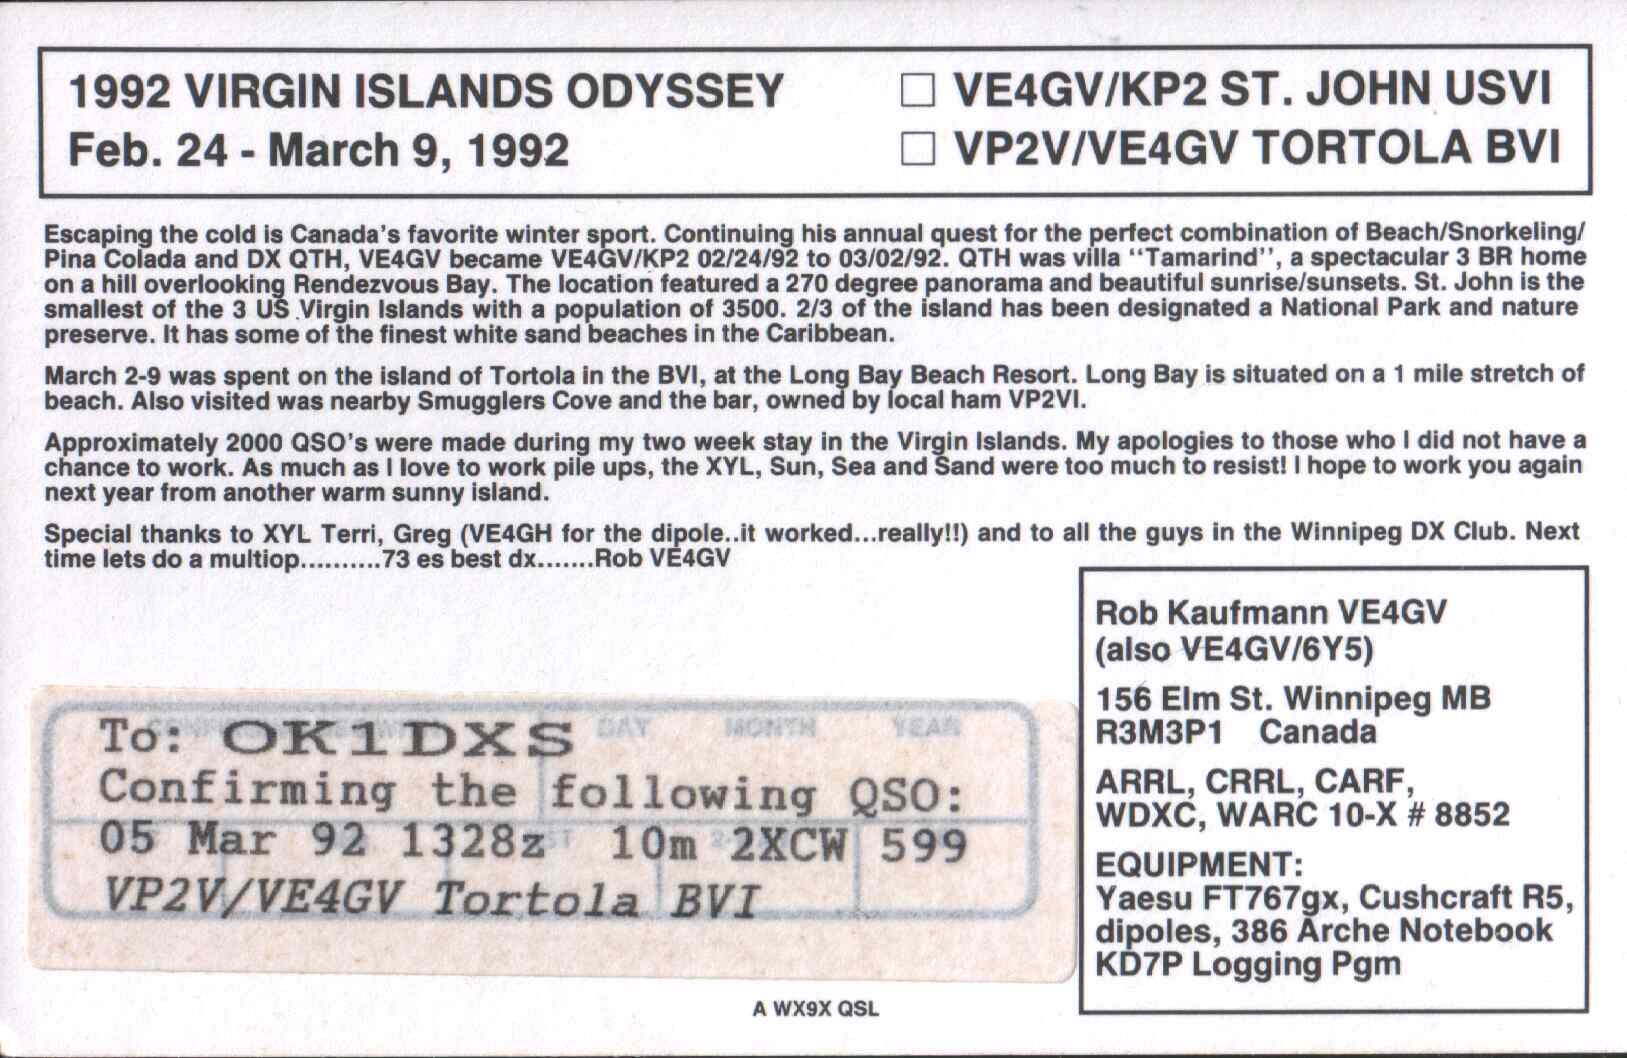 1992 VIRGIN ISLANDS ODYSSEY
Feb. 24 - March 9, 1992
☐ VE4GV/KP2 ST. JOHN USVI
☐ VP2V/VE4GV TORTOLA BVI
Escaping the cold is Canada's favorite winter sport. Continuing his annual quest for the perfect combination of Beach/Snorkeling/
Pina Colada and DX QTH, VE4GV became VE4GV/KP2 02/24/92 to 03/02/92. QTH was villa "Tamarind", a spectacular 3 BR home
on a hill overlooking Rendezvous Bay. The location featured a 270 degree panorama and beautiful sunrise/sunsets. St. John is the
smallest of the 3 US Virgin Islands with a population of 3500. 2/3 of the island has been designated a National Park and nature
preserve. It has some of the finest white sand beaches in the Caribbean.
March 2-9 was spent on the island of Tortola in the BVI, at the Long Bay Beach Resort. Long Bay is situated on a 1 mile stretch of
beach. Also visited was nearby Smugglers Cove and the bar, owned by local ham VP2VI.
Approximately 2000 QSO's were made during my two week stay in the Virgin Islands. My apologies to those who I did not have a
chance to work. As much as I love to work pile ups, the XYL, Sun, Sea and Sand were too much to resist! I hope to work you again
next year from another warm sunny island.
Special thanks to XYL Terri, Greg (VE4GH for the dipole..it worked...really!!) and to all the guys in the Winnipeg DX Club. Next
time lets do a multiop..........73 es best dx.......Rob VE4GV
DAY MONTH YEAR
To: OK1DXS
Confirming the following QSO:
05 Mar 92 1328z 10m 2XCW 599
VP2V/VE4GV Tortola BVI
Rob Kaufmann VE4GV
(also VE4GV/6Y5)
156 Elm St. Winnipeg MB
R3M3P1 Canada
ARRL, CRRL, CARF,
WDXC, WARC 10-X # 8852
EQUIPMENT:
Yaesu FT767gx, Cushcraft R5,
dipoles, 386 Arche Notebook
KD7P Logging Pgm
A WX9X QSL